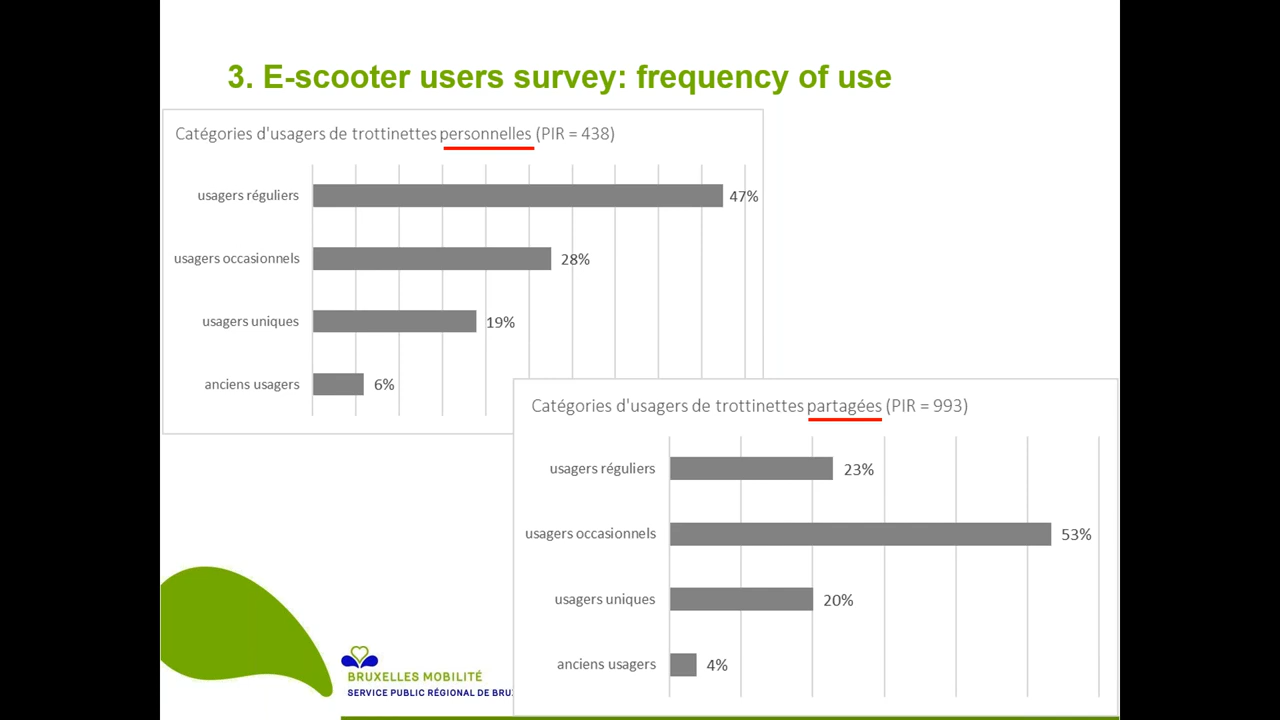 3. E-scooter users survey: frequency of use
Catégories d'usagers de trottinettes personnelles (PIR = 438)
usagers réguliers 47%
usagers occasionnels 28%
usagers uniques 19%
anciens usagers 6%
Catégories d'usagers de trottinettes partagées (PIR = 993)
usagers réguliers 23%
usagers occasionnels 53%
usagers uniques 20%
anciens usagers 4%
BRUXELLES MOBILITÉ
SERVICE PUBLIC RÉGIONAL DE